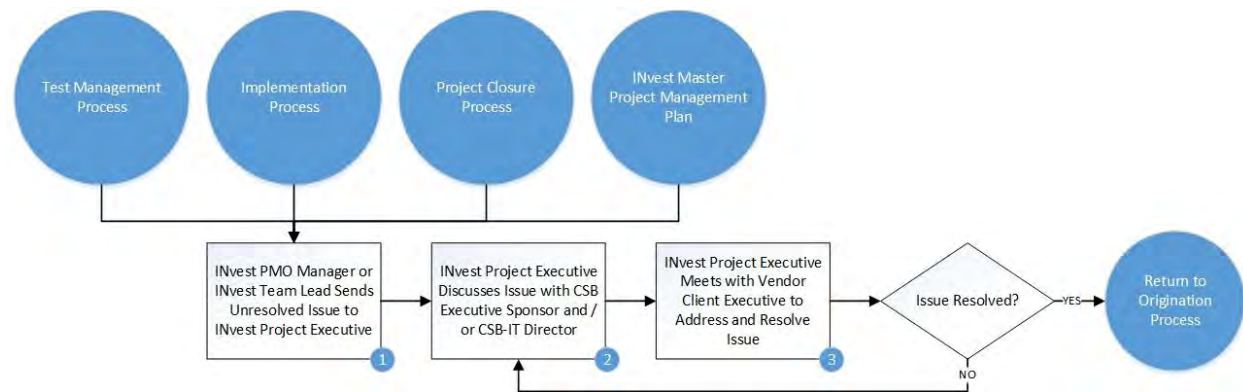 Test Management
Process
Implementation
Process
Project Closure
Process
INvest Master
Project Management
Plan
INvest PMO Manager or
INvest Team Lead Sends
Unresolved Issue to
INvest Project Executive
1
INvest Project Executive
Discusses Issue with CSB
Executive Sponsor and /
or CSB-IT Director
2
INvest Project Executive
Meets with Vendor
Client Executive to
Address and Resolve
Issue
3
Issue Resolved?
YES
NO
Return to
Origination
Process